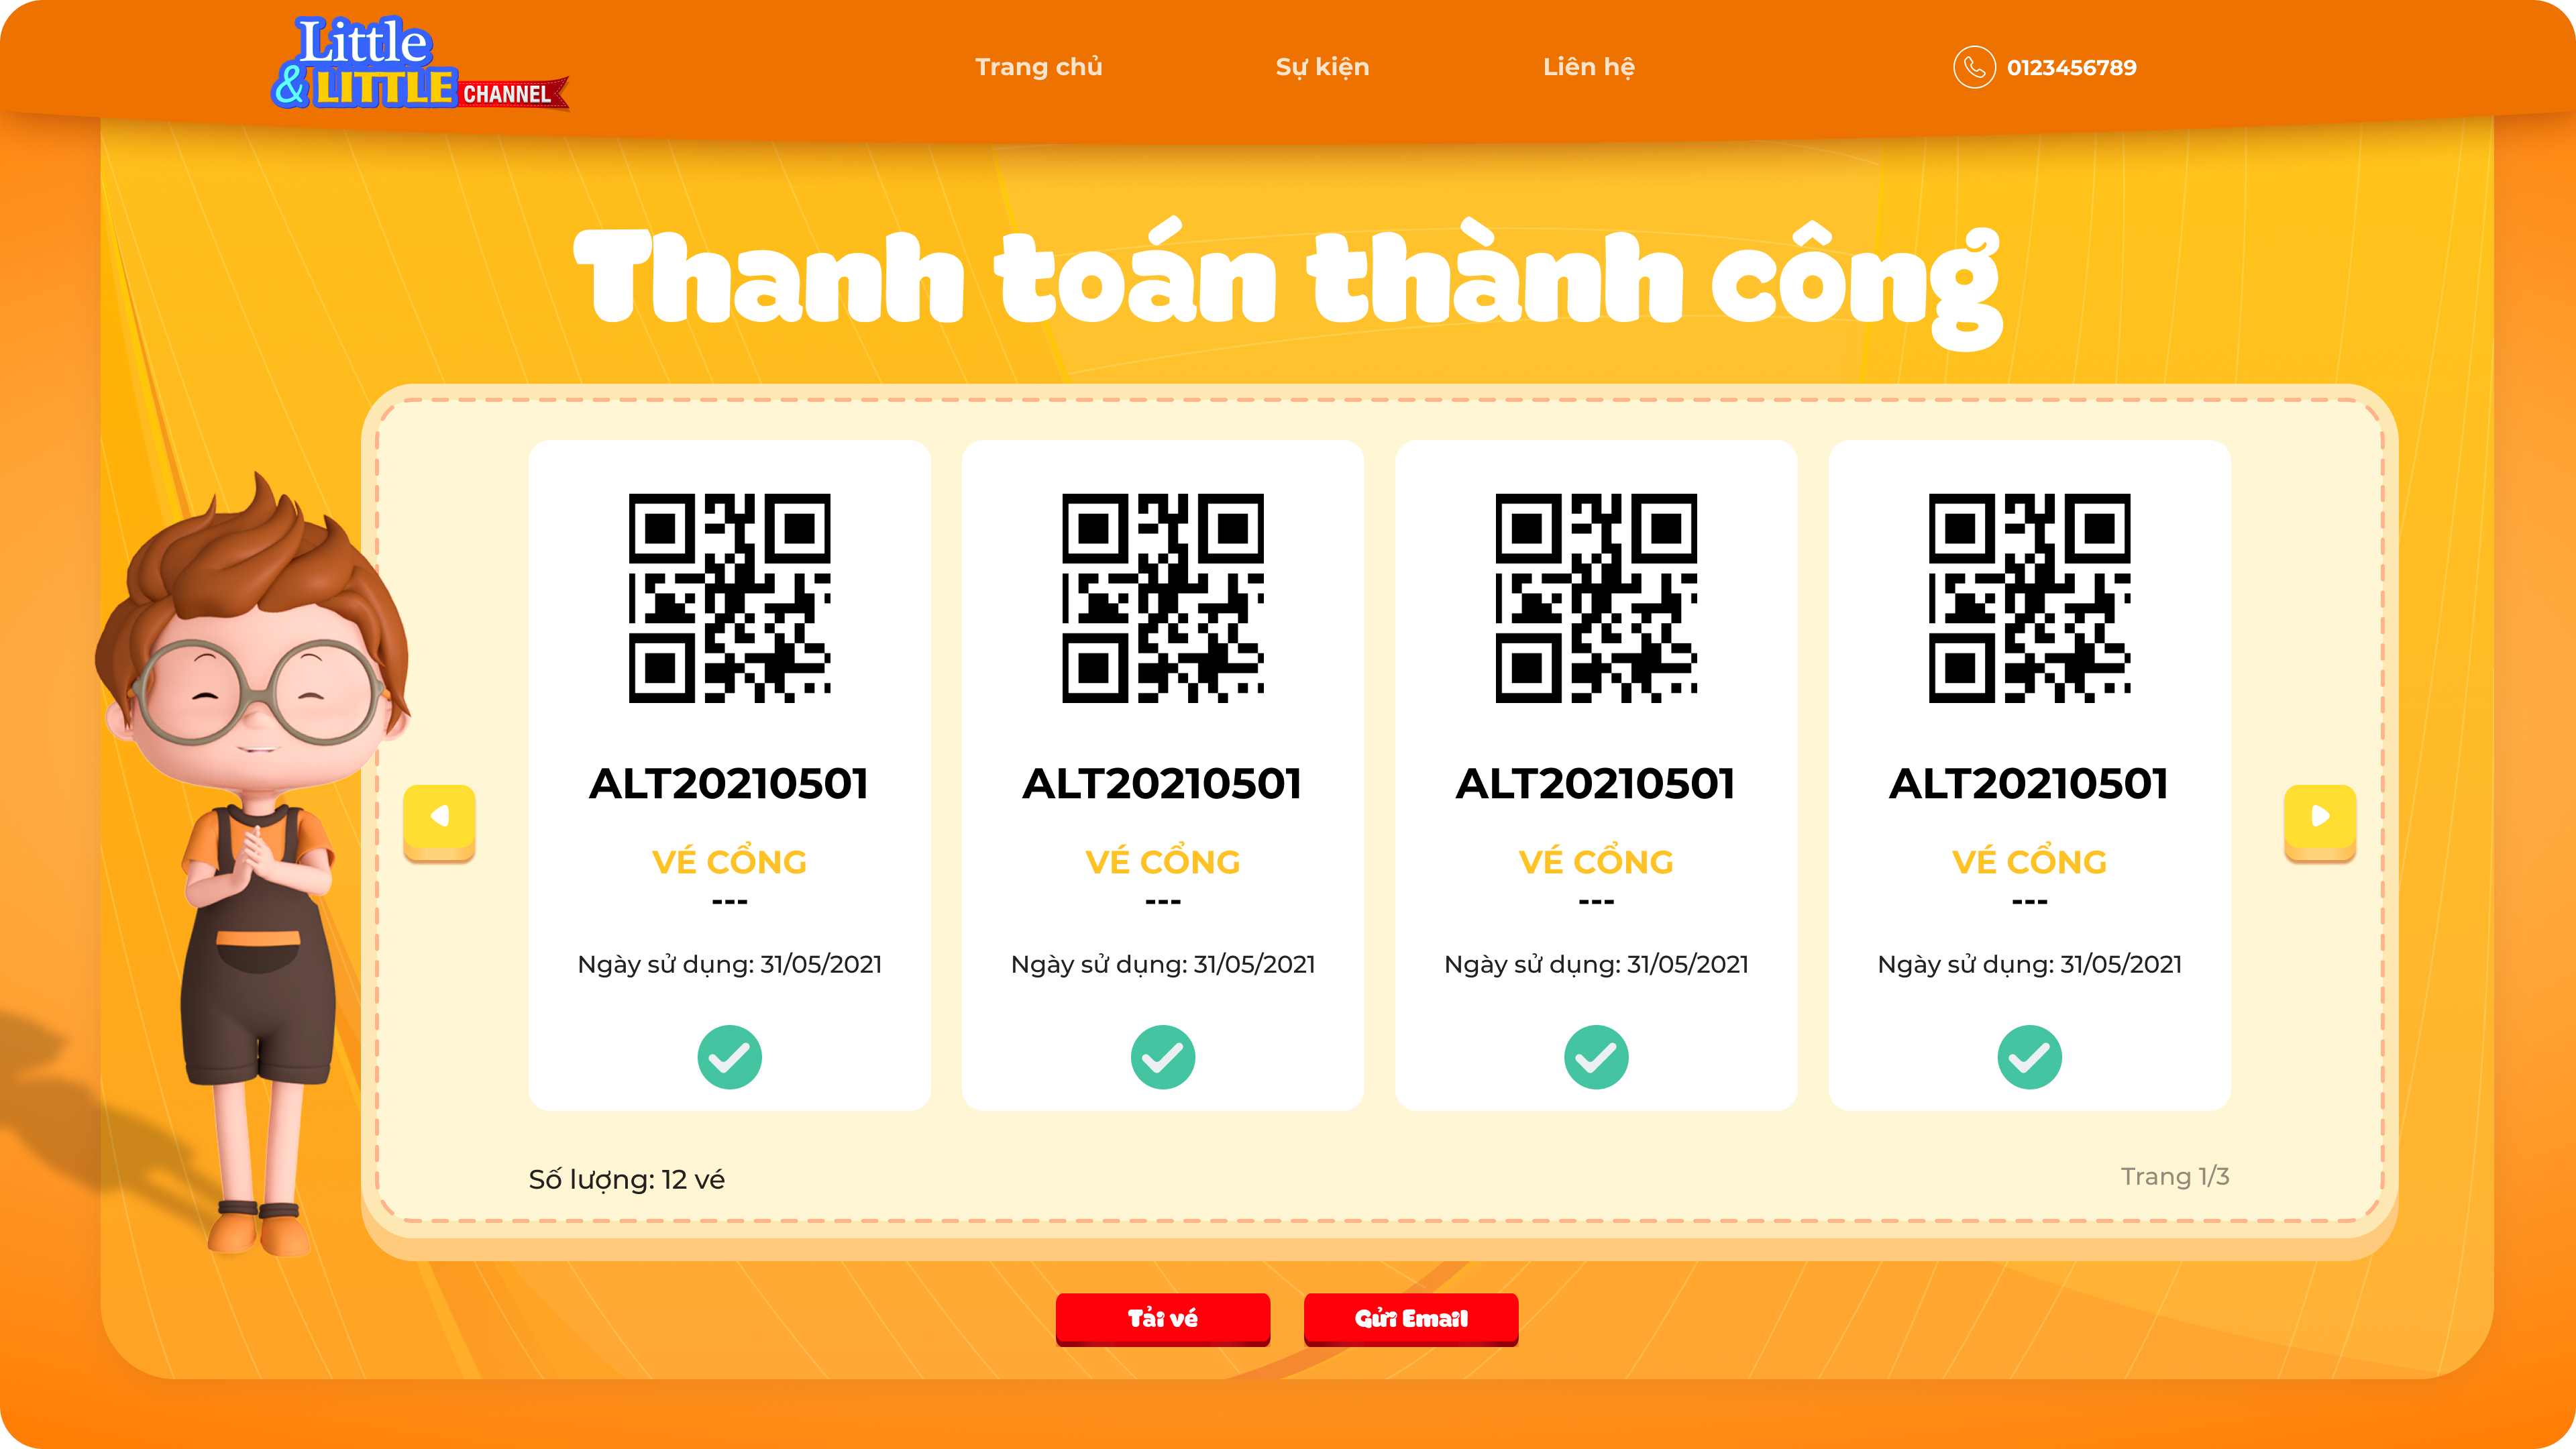 Little
& LITTLE CHANNEL
Trang chủ Sự kiện Liên hệ 0123456789
Thanh toán thành công
ALT20210501 ALT20210501 ALT20210501 ALT20210501
VÉ CỔNG VÉ CỔNG VÉ CỔNG VÉ CỔNG
--- --- --- ---
Ngày sử dụng: 31/05/2021 Ngày sử dụng: 31/05/2021 Ngày sử dụng: 31/05/2021 Ngày sử dụng: 31/05/2021
Số lượng: 12 vé Trang 1/3
Tải vé Gửi Email